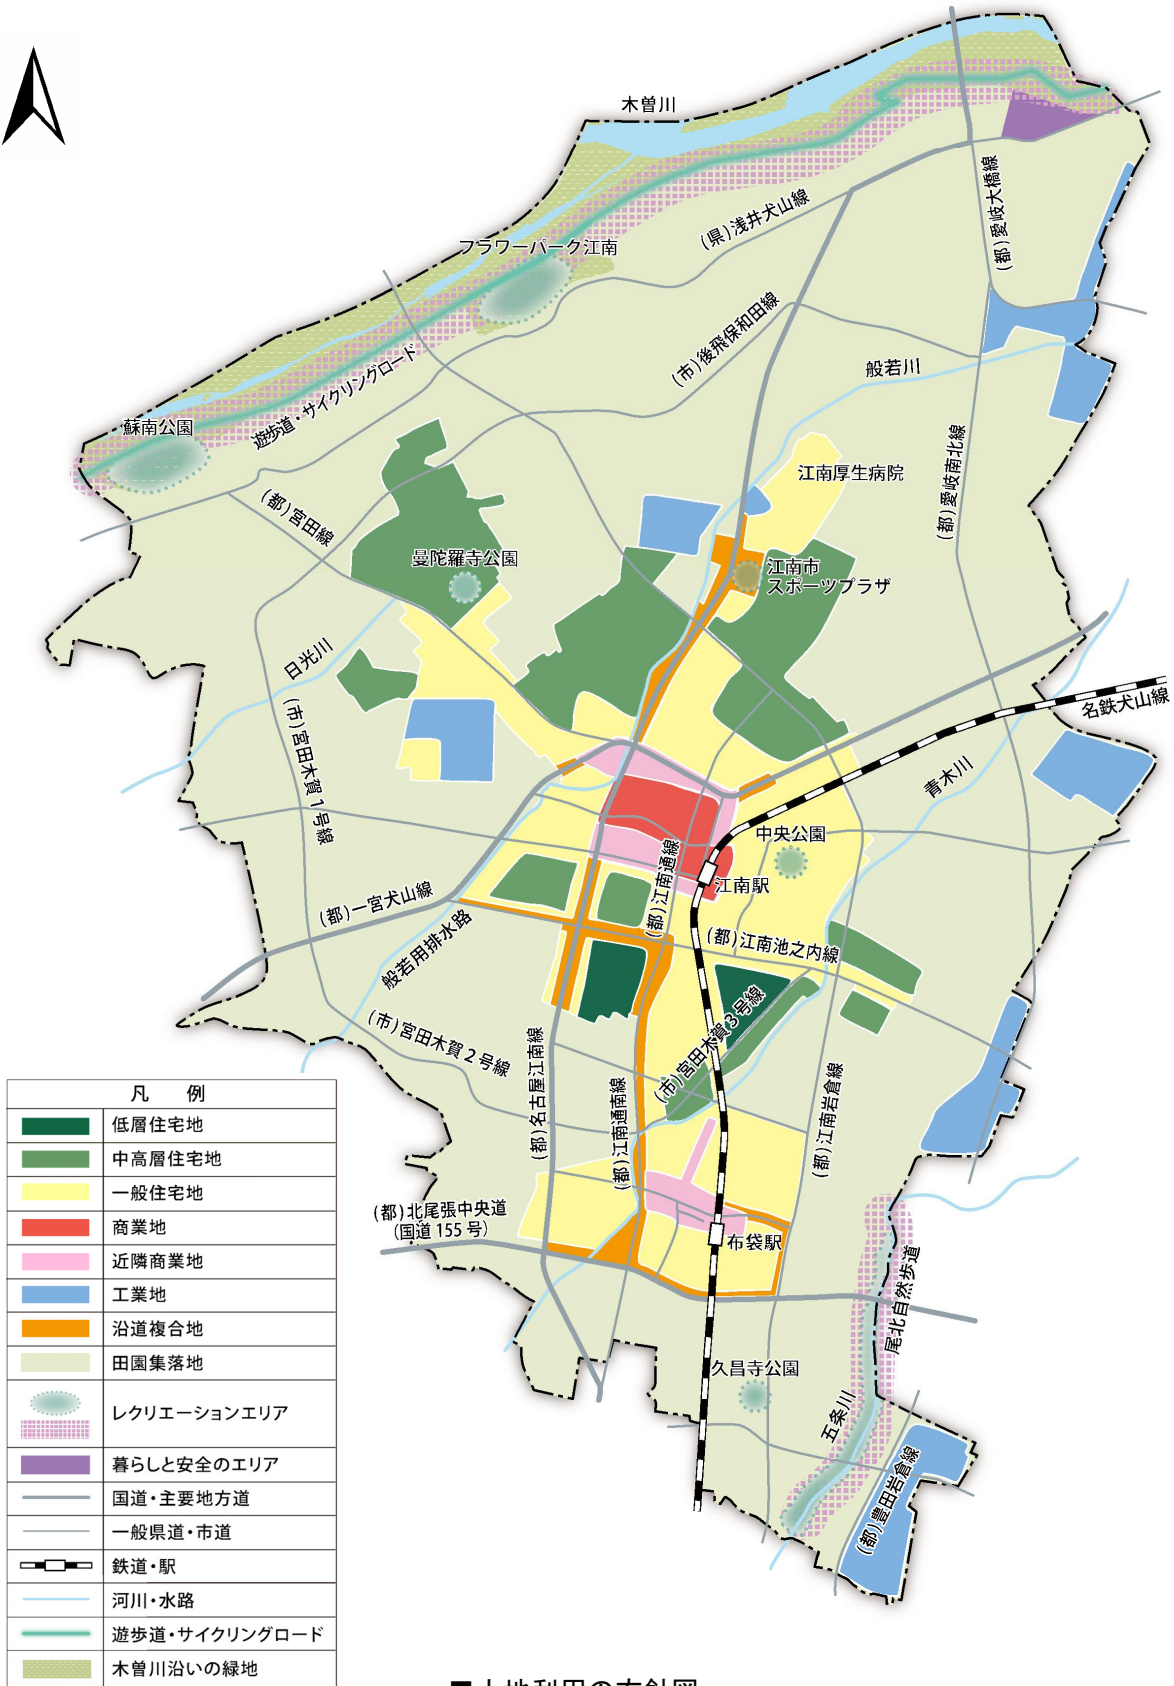 木曽川
(都)愛岐大橋線
(県)浅井犬山線
フラワーパーク江南
(市)後飛保和田線
般若川
遊歩道・サイクリングロード
蘇南公園
江南厚生病院
(都)愛岐南北線
(都)宮田線
曼陀羅寺公園
江南市
スポーツプラザ
日光川
名鉄犬山線
(市)宮田木賀1号線
青木川
中央公園
(都)江南通線
江南駅
(都)一宮犬山線
般若用排水路
(都)江南池之内線
(市)宮田木賀3号線
(市)宮田木賀2号線
(都)名古屋江南線
(都)江南通南線
(都)江南岩倉線
(都)北尾張中央道
(国道155号)
布袋駅
尾北自然歩道
久昌寺公園
五条川
(都)豊田岩倉線
凡 例
低層住宅地
中高層住宅地
一般住宅地
商業地
近隣商業地
工業地
沿道複合地
田園集落地
レクリエーションエリア
暮らしと安全のエリア
国道・主要地方道
一般県道・市道
鉄道・駅
河川・水路
遊歩道・サイクリングロード
木曽川沿いの緑地
■土地利用の方針図